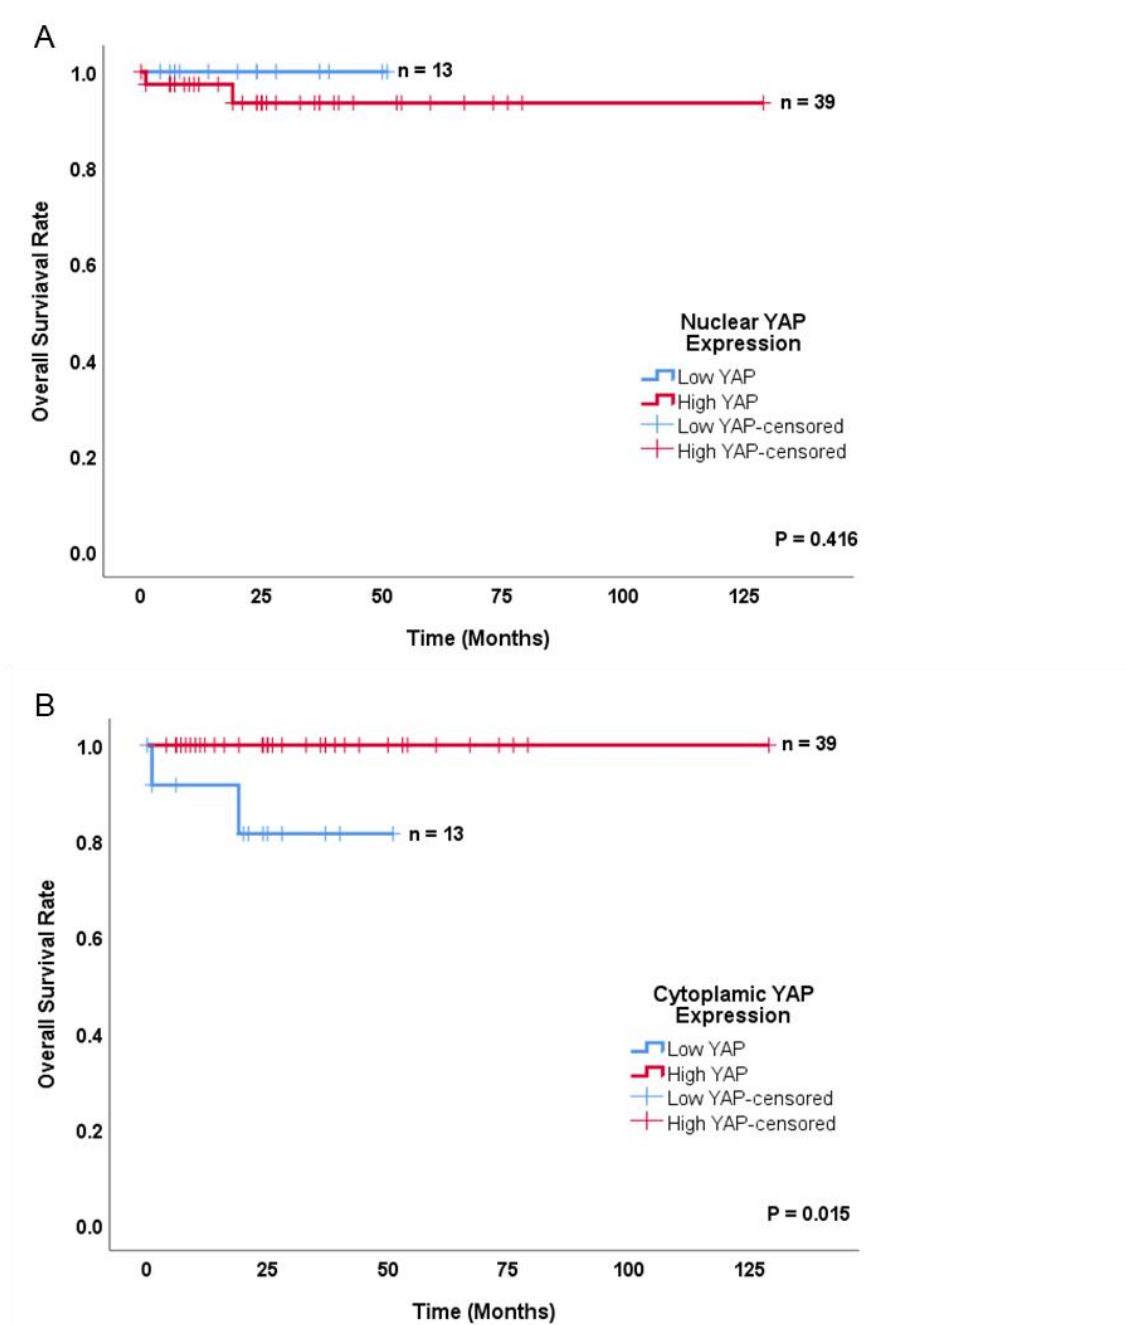 A
1.0
n = 13
n = 39
0.8
0.6
0.4
0.2
0.0
Overall Surviaval Rate
Nuclear YAP
Expression
Low YAP
High YAP
Low YAP-censored
High YAP-censored
P = 0.416
0 25 50 75 100 125
Time (Months)
B
1.0
n = 39
0.8
n = 13
0.6
0.4
0.2
0.0
Overall Survival Rate
Cytoplamic YAP
Expression
Low YAP
High YAP
Low YAP-censored
High YAP-censored
P = 0.015
0 25 50 75 100 125
Time (Months)